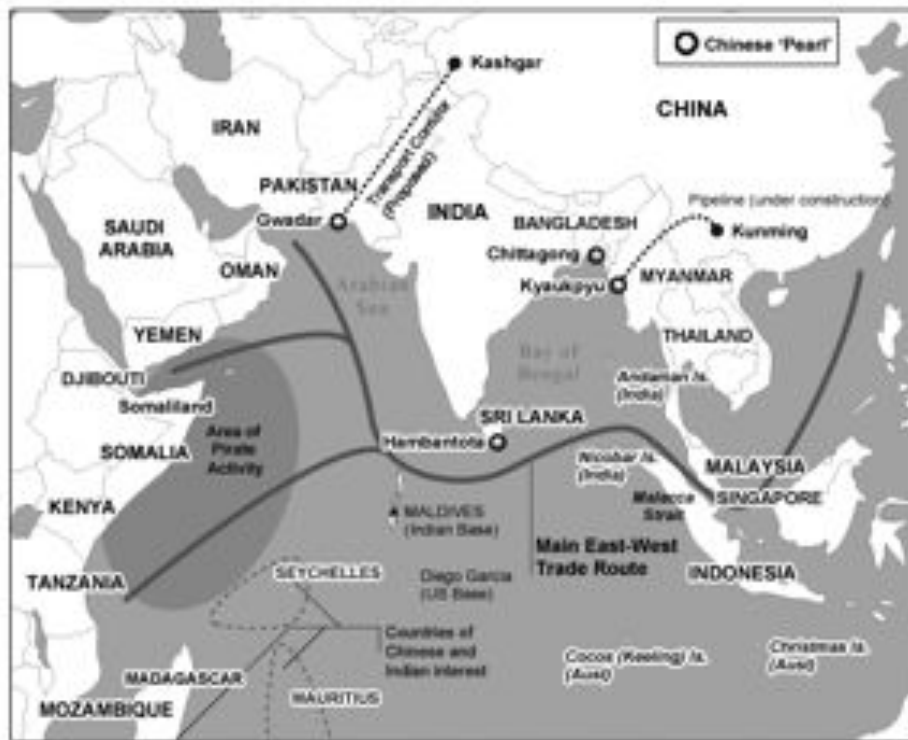 Chinese 'Pearl'
Kashgar
CHINA
IRAN
Transport Corridor
(Proposed)
PAKISTAN
Gwadar
INDIA
BANGLADESH
Pipeline (under construction)
Kunming
SAUDI
ARABIA
Chittagong
OMAN
Kyaukpyu
MYANMAR
Arabian
Sea
YEMEN
THAILAND
Bay of
Bengal
DJIBOUTI
Andaman Is.
(India)
Somaliland
SRI LANKA
Area of
Pirate
Activity
Hambantota
SOMALIA
Nicobar Is.
(India)
MALAYSIA
KENYA
Malacca
Strait
SINGAPORE
MALDIVES
(Indian Base)
Main East-West
Trade Route
TANZANIA
SEYCHELLES
Diego Garcia
(US Base)
INDONESIA
Countries of
Chinese and
Indian interest
Cocos (Keeling) Is.
(Aust)
Christmas Is.
(Aust)
MADAGASCAR
MAURITIUS
MOZAMBIQUE